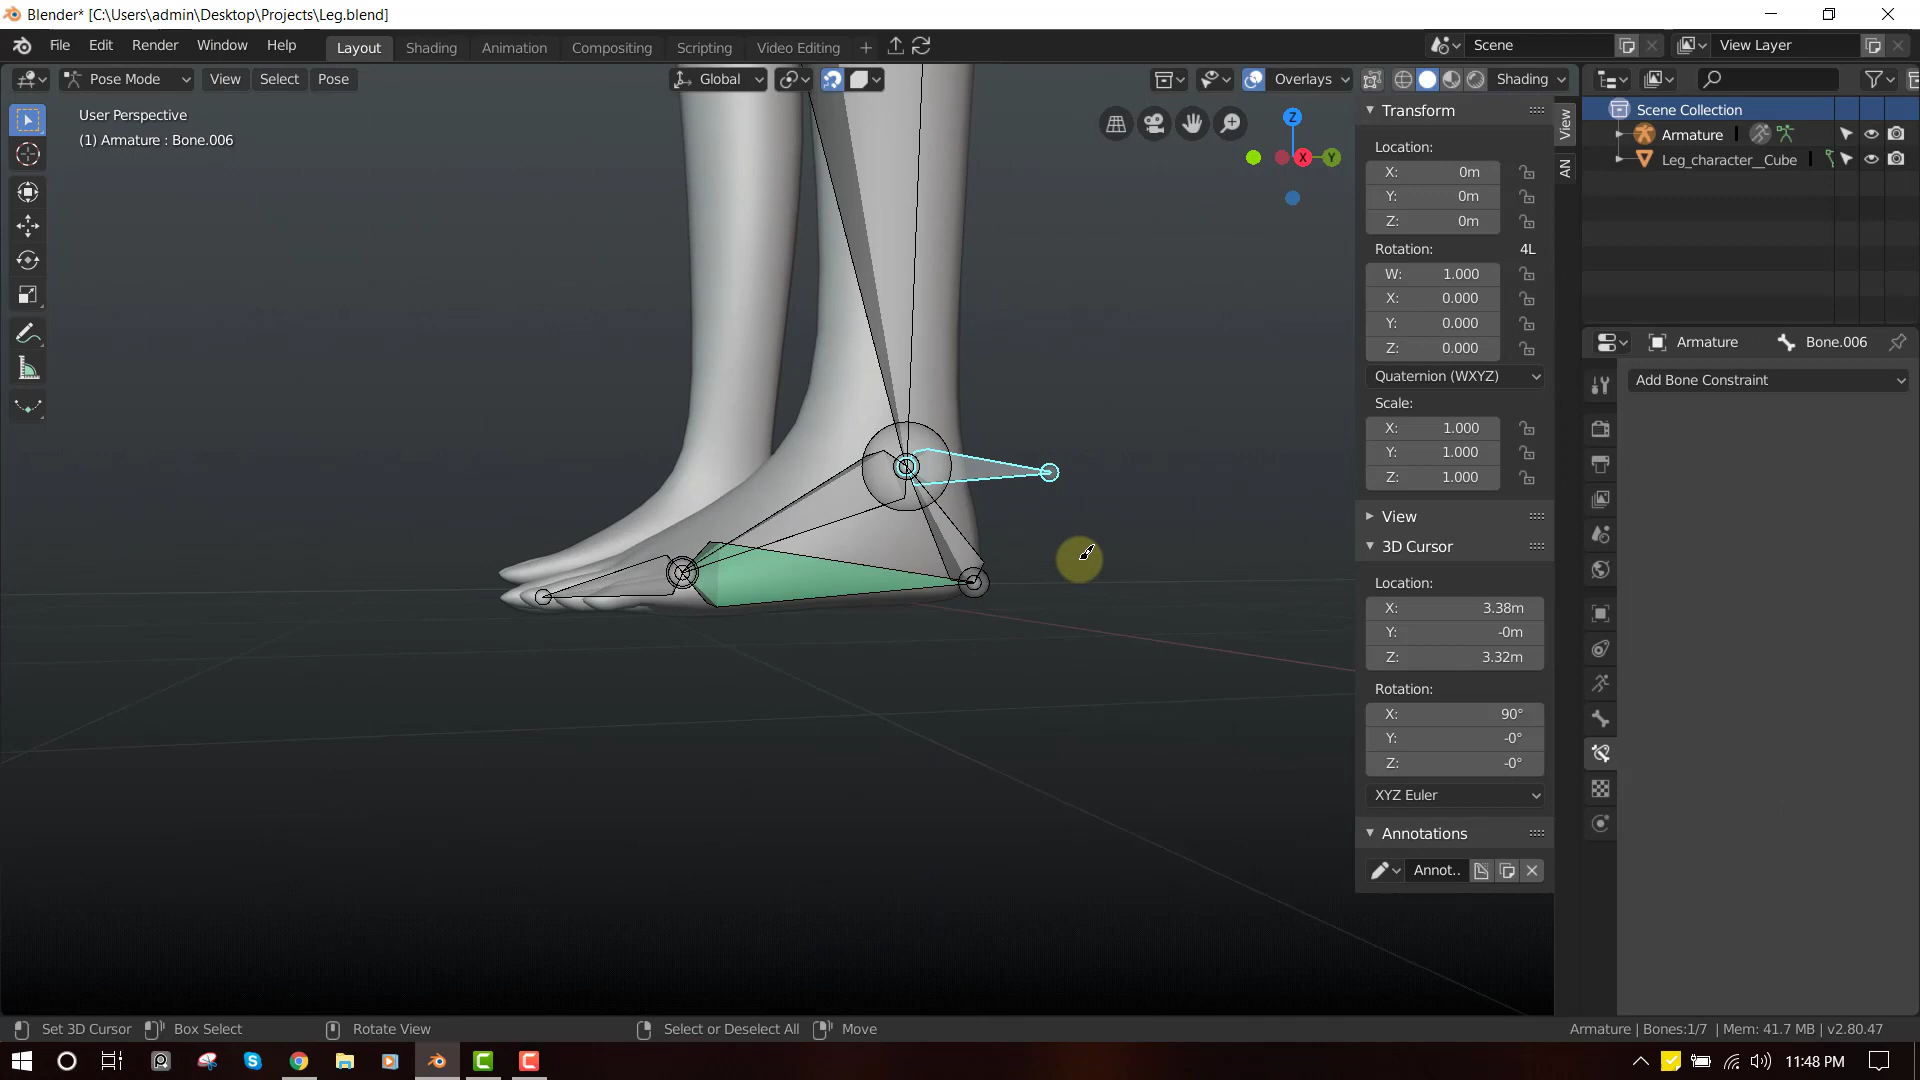 Blender* [C:\Users\admin\Desktop\Projects\Leg.blend]
File Edit Render Window Help Layout Shading Animation Compositing Scripting Video Editing + Scene View Layer
Pose Mode View Select Pose Global Overlays Shading
User Perspective
(1) Armature : Bone.006
Z
X
Y
Transform
Location:
X: 0m
Y: 0m
Z: 0m
Rotation: 4L
W: 1.000
X: 0.000
Y: 0.000
Z: 0.000
Quaternion (WXYZ)
Scale:
X: 1.000
Y: 1.000
Z: 1.000
View
3D Cursor
Location:
X: 3.38m
Y: -0m
Z: 3.32m
Rotation:
X: 90°
Y: -0°
Z: -0°
XYZ Euler
Annotations
Annot..
View
AN
Scene Collection
Armature
Leg_character__Cube
Armature Bone.006
Add Bone Constraint
Set 3D Cursor Box Select Rotate View Select or Deselect All Move Armature | Bones:1/7 | Mem: 41.7 MB | v2.80.47
11:48 PM